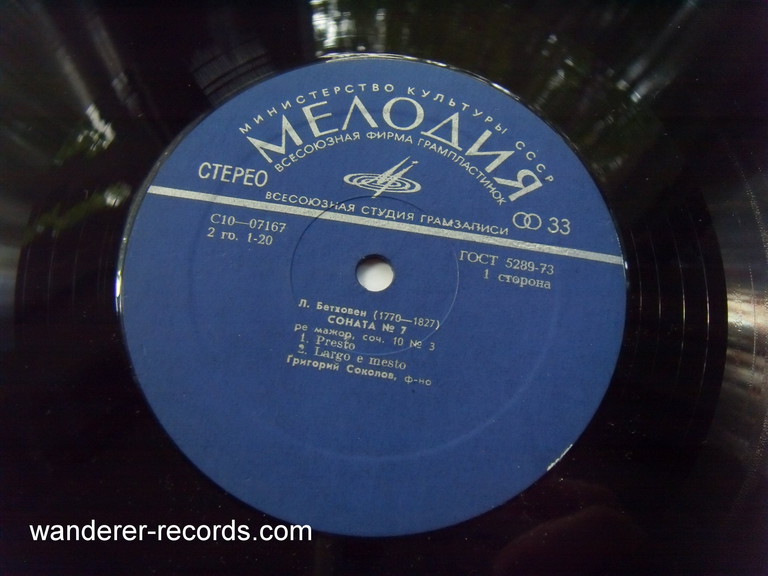 МИНИСТЕРСТВО КУЛЬТУРЫ СССР
МЕЛОДИЯ
ВСЕСОЮЗНАЯ ФИРМА ГРАМПЛАСТИНОК
СТЕРЕО
ВСЕСОЮЗНАЯ СТУДИЯ ГРАМЗАПИСИ
33
С10—07167
2 гр. 1-20
ГОСТ 5289-73
1 сторона
Л. Бетховен (1770—1827)
СОНАТА № 7
ре мажор, соч. 10 № 3
1. Presto
2. Largo e mesto
Григорий Соколов, ф-но
wanderer-records.com